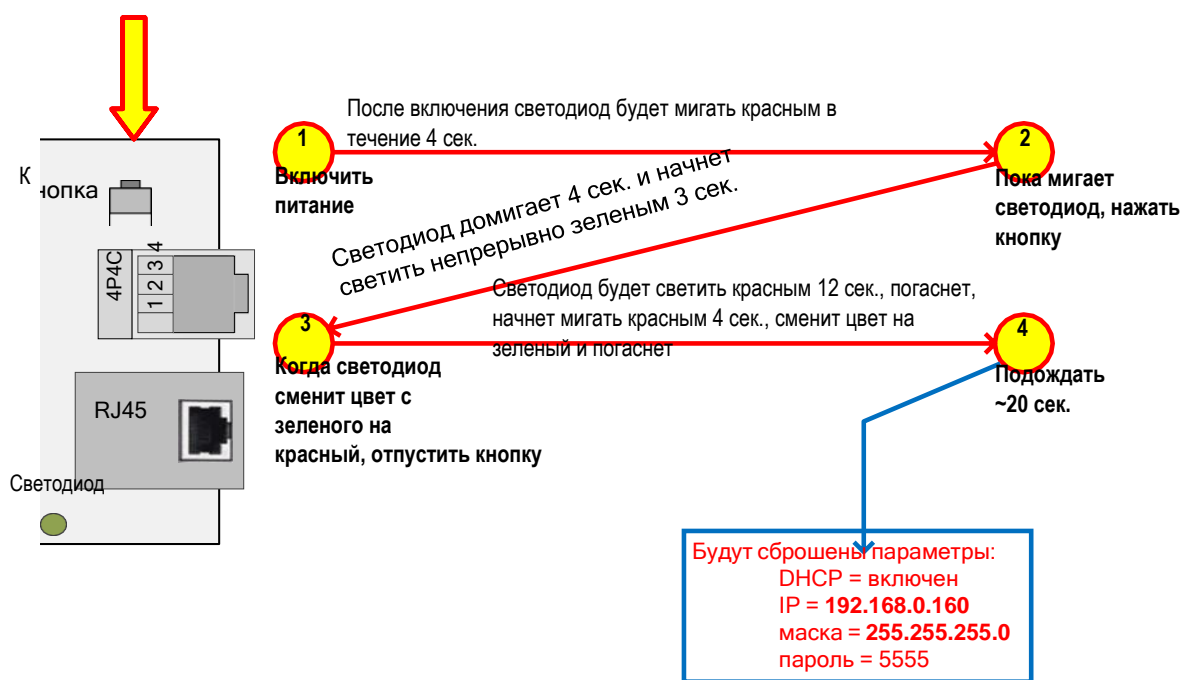 После включения светодиод будет мигать красным в
течение 4 сек.
1
Включить
питание
2
Пока мигает
светодиод, нажать
кнопку
Светодиод домигает 4 сек. и начнет
светить непрерывно зеленым 3 сек.
К
нопка
4P4C
1 2 3 4
RJ45
Светодиод
3
Когда светодиод
сменит цвет с
зеленого на
красный, отпустить кнопку
Светодиод будет светить красным 12 сек., погаснет,
начнет мигать красным 4 сек., сменит цвет на
зеленый и погаснет
4
Подождать
~20 сек.
Будут сброшены параметры:
DHCP = включен
IP = 192.168.0.160
маска = 255.255.255.0
пароль = 5555